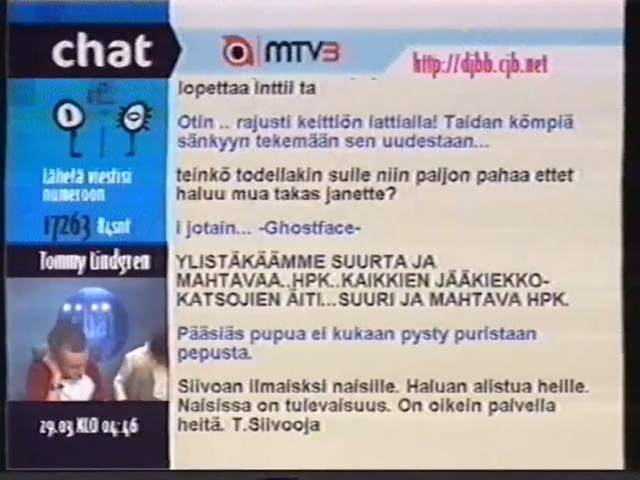 chat
MTV3
http://djbb.cjb.net
lopettaa inttii ta
Otin .. rajusti keittiön lattialla! Taidan kömpiä
sänkyyn tekemään sen uudestaan...
teinkö todellakin sulle niin paljon pahaa ettet
haluu mua takas janette?
i jotain... -Ghostface-
YLISTÄKÄÄMME SUURTA JA
MAHTAVAA..HPK..KAIKKIEN JÄÄKIEKKO-
KATSOJIEN ÄITI...SUURI JA MAHTAVA HPK.
Pääsiäs pupua ei kukaan pysty puristaan
pepusta.
Siivoan ilmaisksi naisille. Haluan alistua heille.
Naisissa on tulevaisuus. On oikein palvella
heitä. T.Siivooja
Lähetä viestisi
numeroon
17263 84snt
Tommy Lindgren
chat
29.03.KLO 04:46